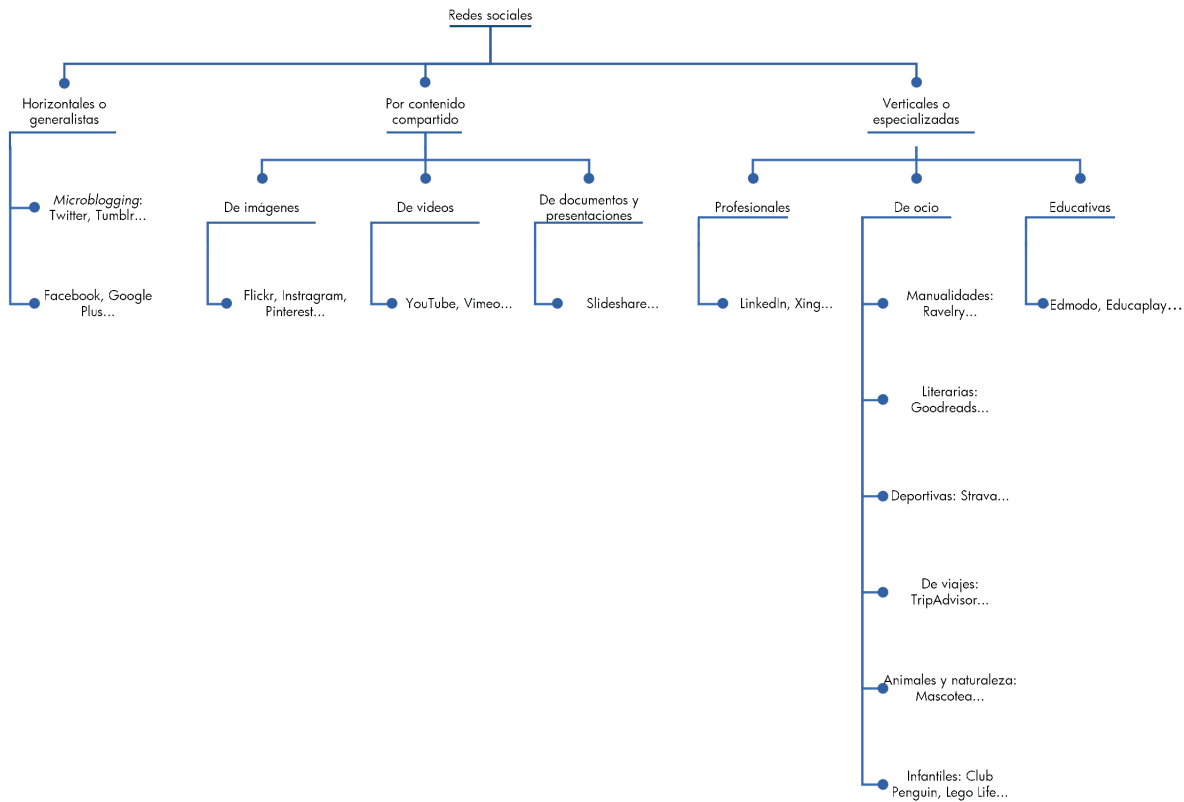 Redes sociales
Horizontales o
generalistas
Por contenido
compartido
Verticales o
especializadas
Microblogging:
Twitter, Tumblr...
Facebook, Google
Plus...
De imágenes
Flickr, Instragram,
Pinterest...
De videos
YouTube, Vimeo...
De documentos y
presentaciones
Slideshare...
Profesionales
LinkedIn, Xing...
De ocio
Manualidades:
Ravelry...
Literarias:
Goodreads...
Deportivas: Strava...
De viajes:
TripAdvisor...
Animales y naturaleza:
Mascotea...
Infantiles: Club
Penguin, Lego Life...
Educativas
Edmodo, Educaplay...